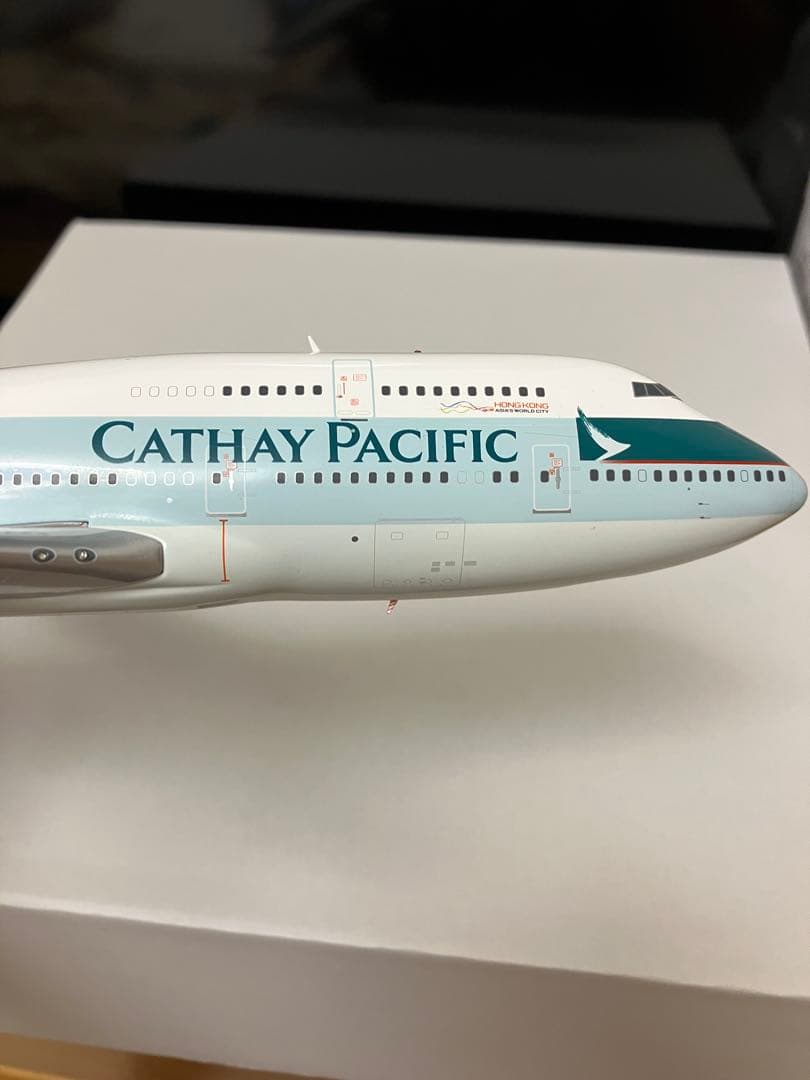 HONG KONG
ASIA'S WORLD CITY
CATHAY PACIFIC